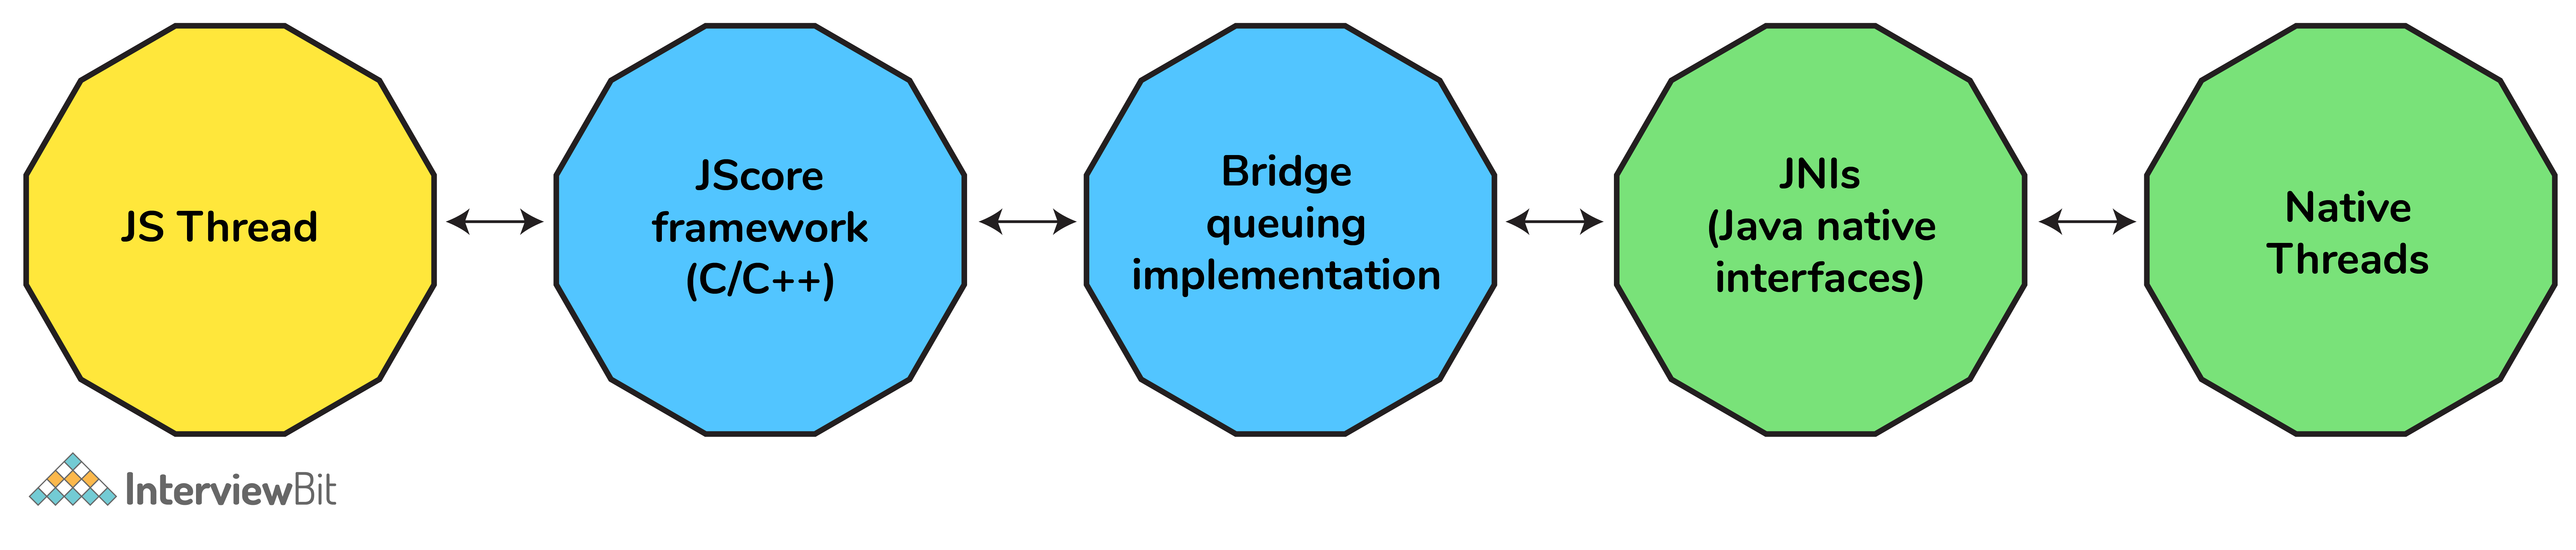 JS Thread
JScore
framework
(C/C++)
Bridge
queuing
implementation
JNIs
(Java native
interfaces)
Native
Threads
InterviewBit